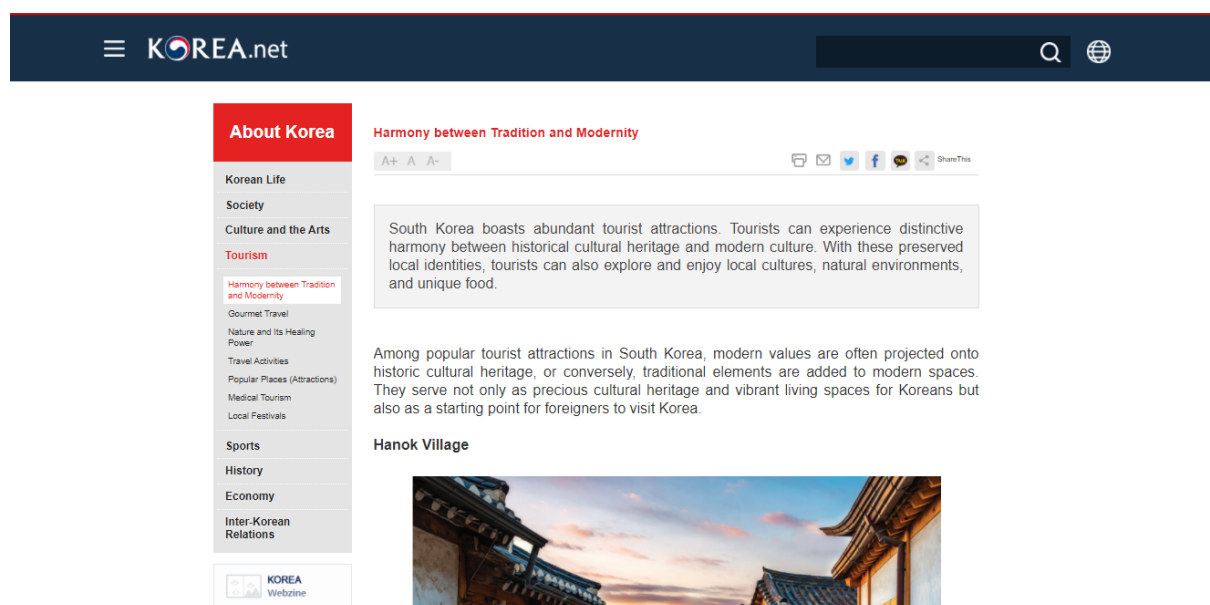 KOREA.net
About Korea
Korean Life
Society
Culture and the Arts
Tourism
Harmony between Tradition
and Modernity
Gourmet Travel
Nature and Its Healing
Power
Travel Activities
Popular Places (Attractions)
Medical Tourism
Local Festivals
Sports
History
Economy
Inter-Korean
Relations
KOREA
Webzine
Harmony between Tradition and Modernity
A+ A A-
TALK
ShareThis
South Korea boasts abundant tourist attractions. Tourists can experience distinctive
harmony between historical cultural heritage and modern culture. With these preserved
local identities, tourists can also explore and enjoy local cultures, natural environments,
and unique food.
Among popular tourist attractions in South Korea, modern values are often projected onto
historic cultural heritage, or conversely, traditional elements are added to modern spaces.
They serve not only as precious cultural heritage and vibrant living spaces for Koreans but
also as a starting point for foreigners to visit Korea.
Hanok Village